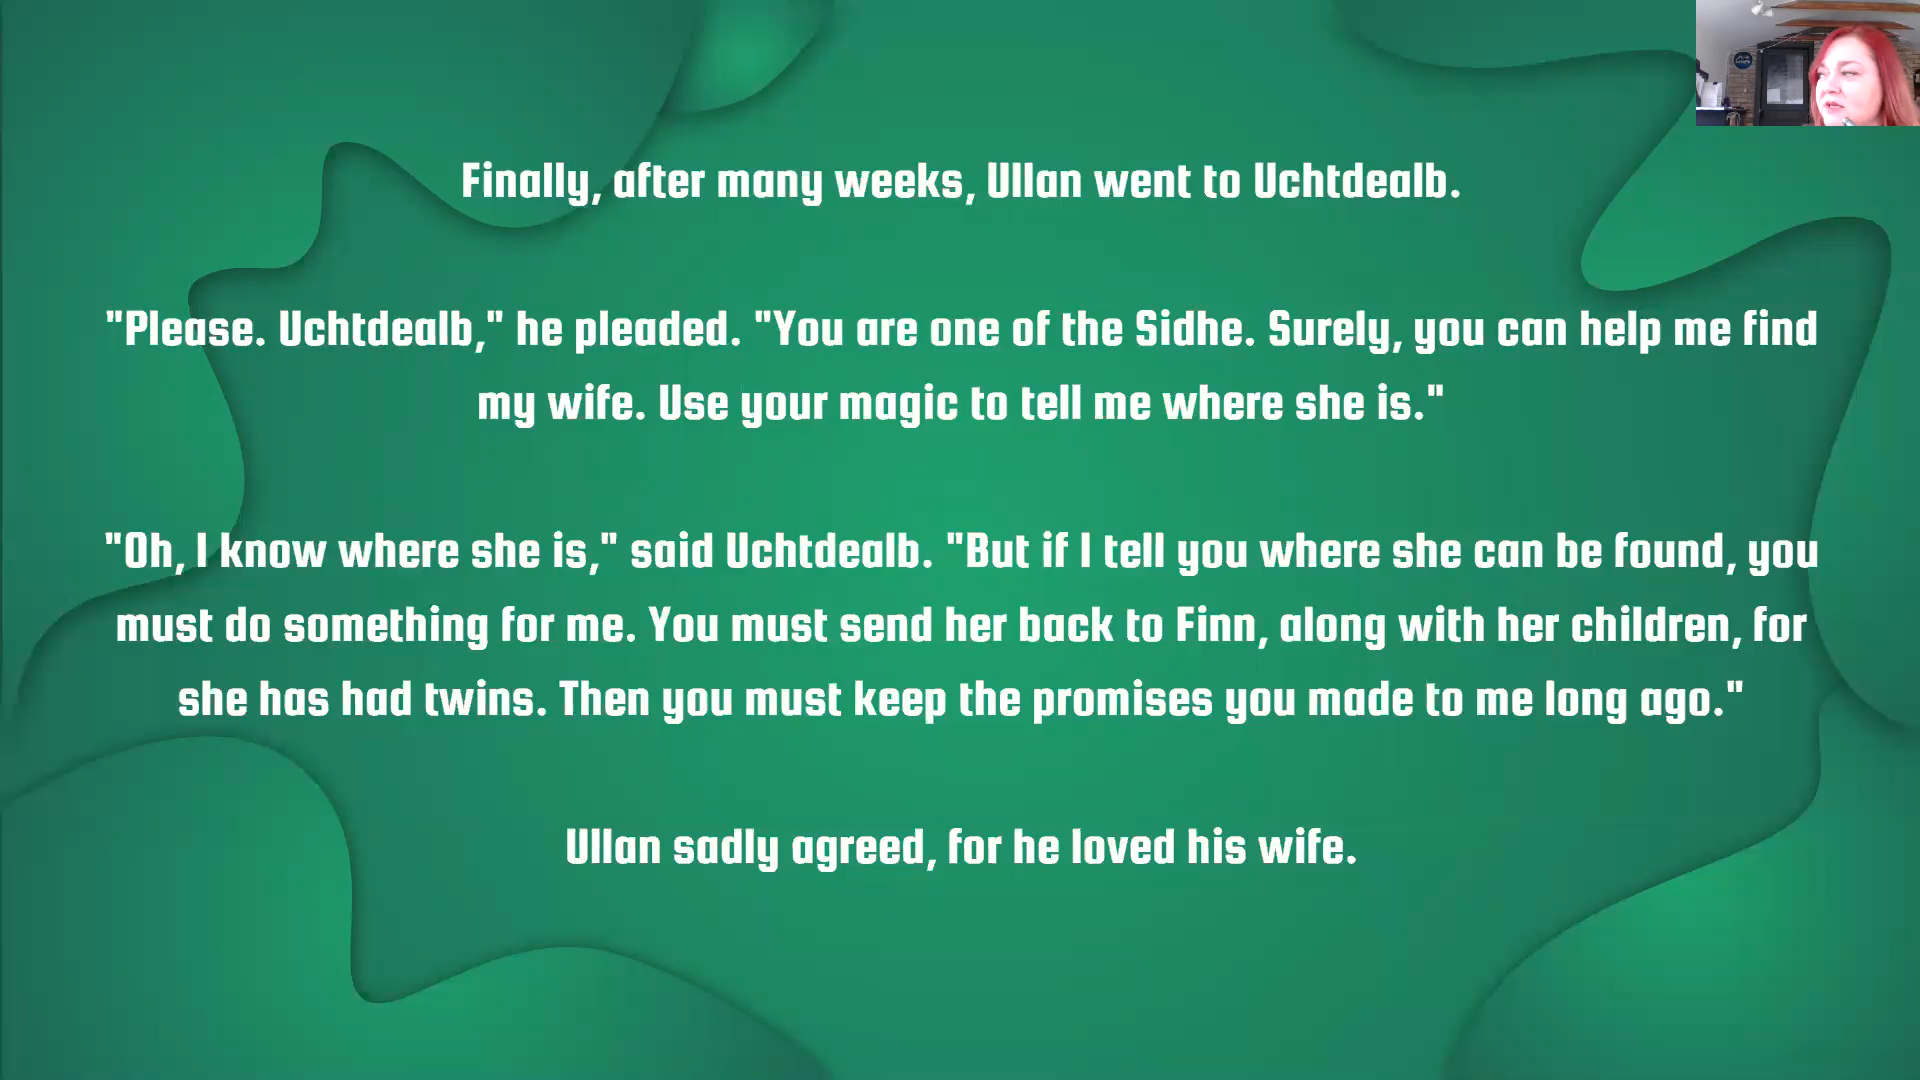 Finally, after many weeks, Ullan went to Uchtdealb.
"Please. Uchtdealb," he pleaded. "You are one of the Sidhe. Surely, you can help me find
my wife. Use your magic to tell me where she is."
"Oh, I know where she is," said Uchtdealb. "But if I tell you where she can be found, you
must do something for me. You must send her back to Finn, along with her children, for
she has had twins. Then you must keep the promises you made to me long ago."
Ullan sadly agreed, for he loved his wife.